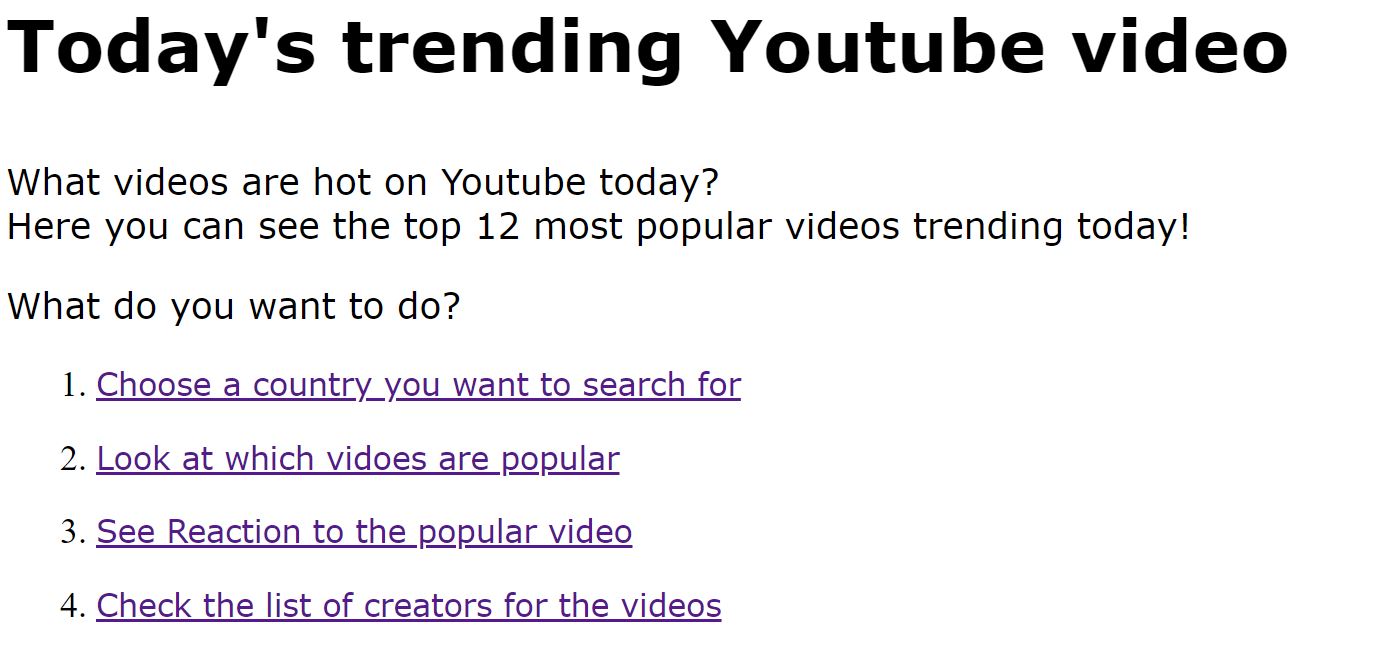 Today's trending Youtube video
What videos are hot on Youtube today?
Here you can see the top 12 most popular videos trending today!
What do you want to do?
1. Choose a country you want to search for
2. Look at which vidoes are popular
3. See Reaction to the popular video
4. Check the list of creators for the videos